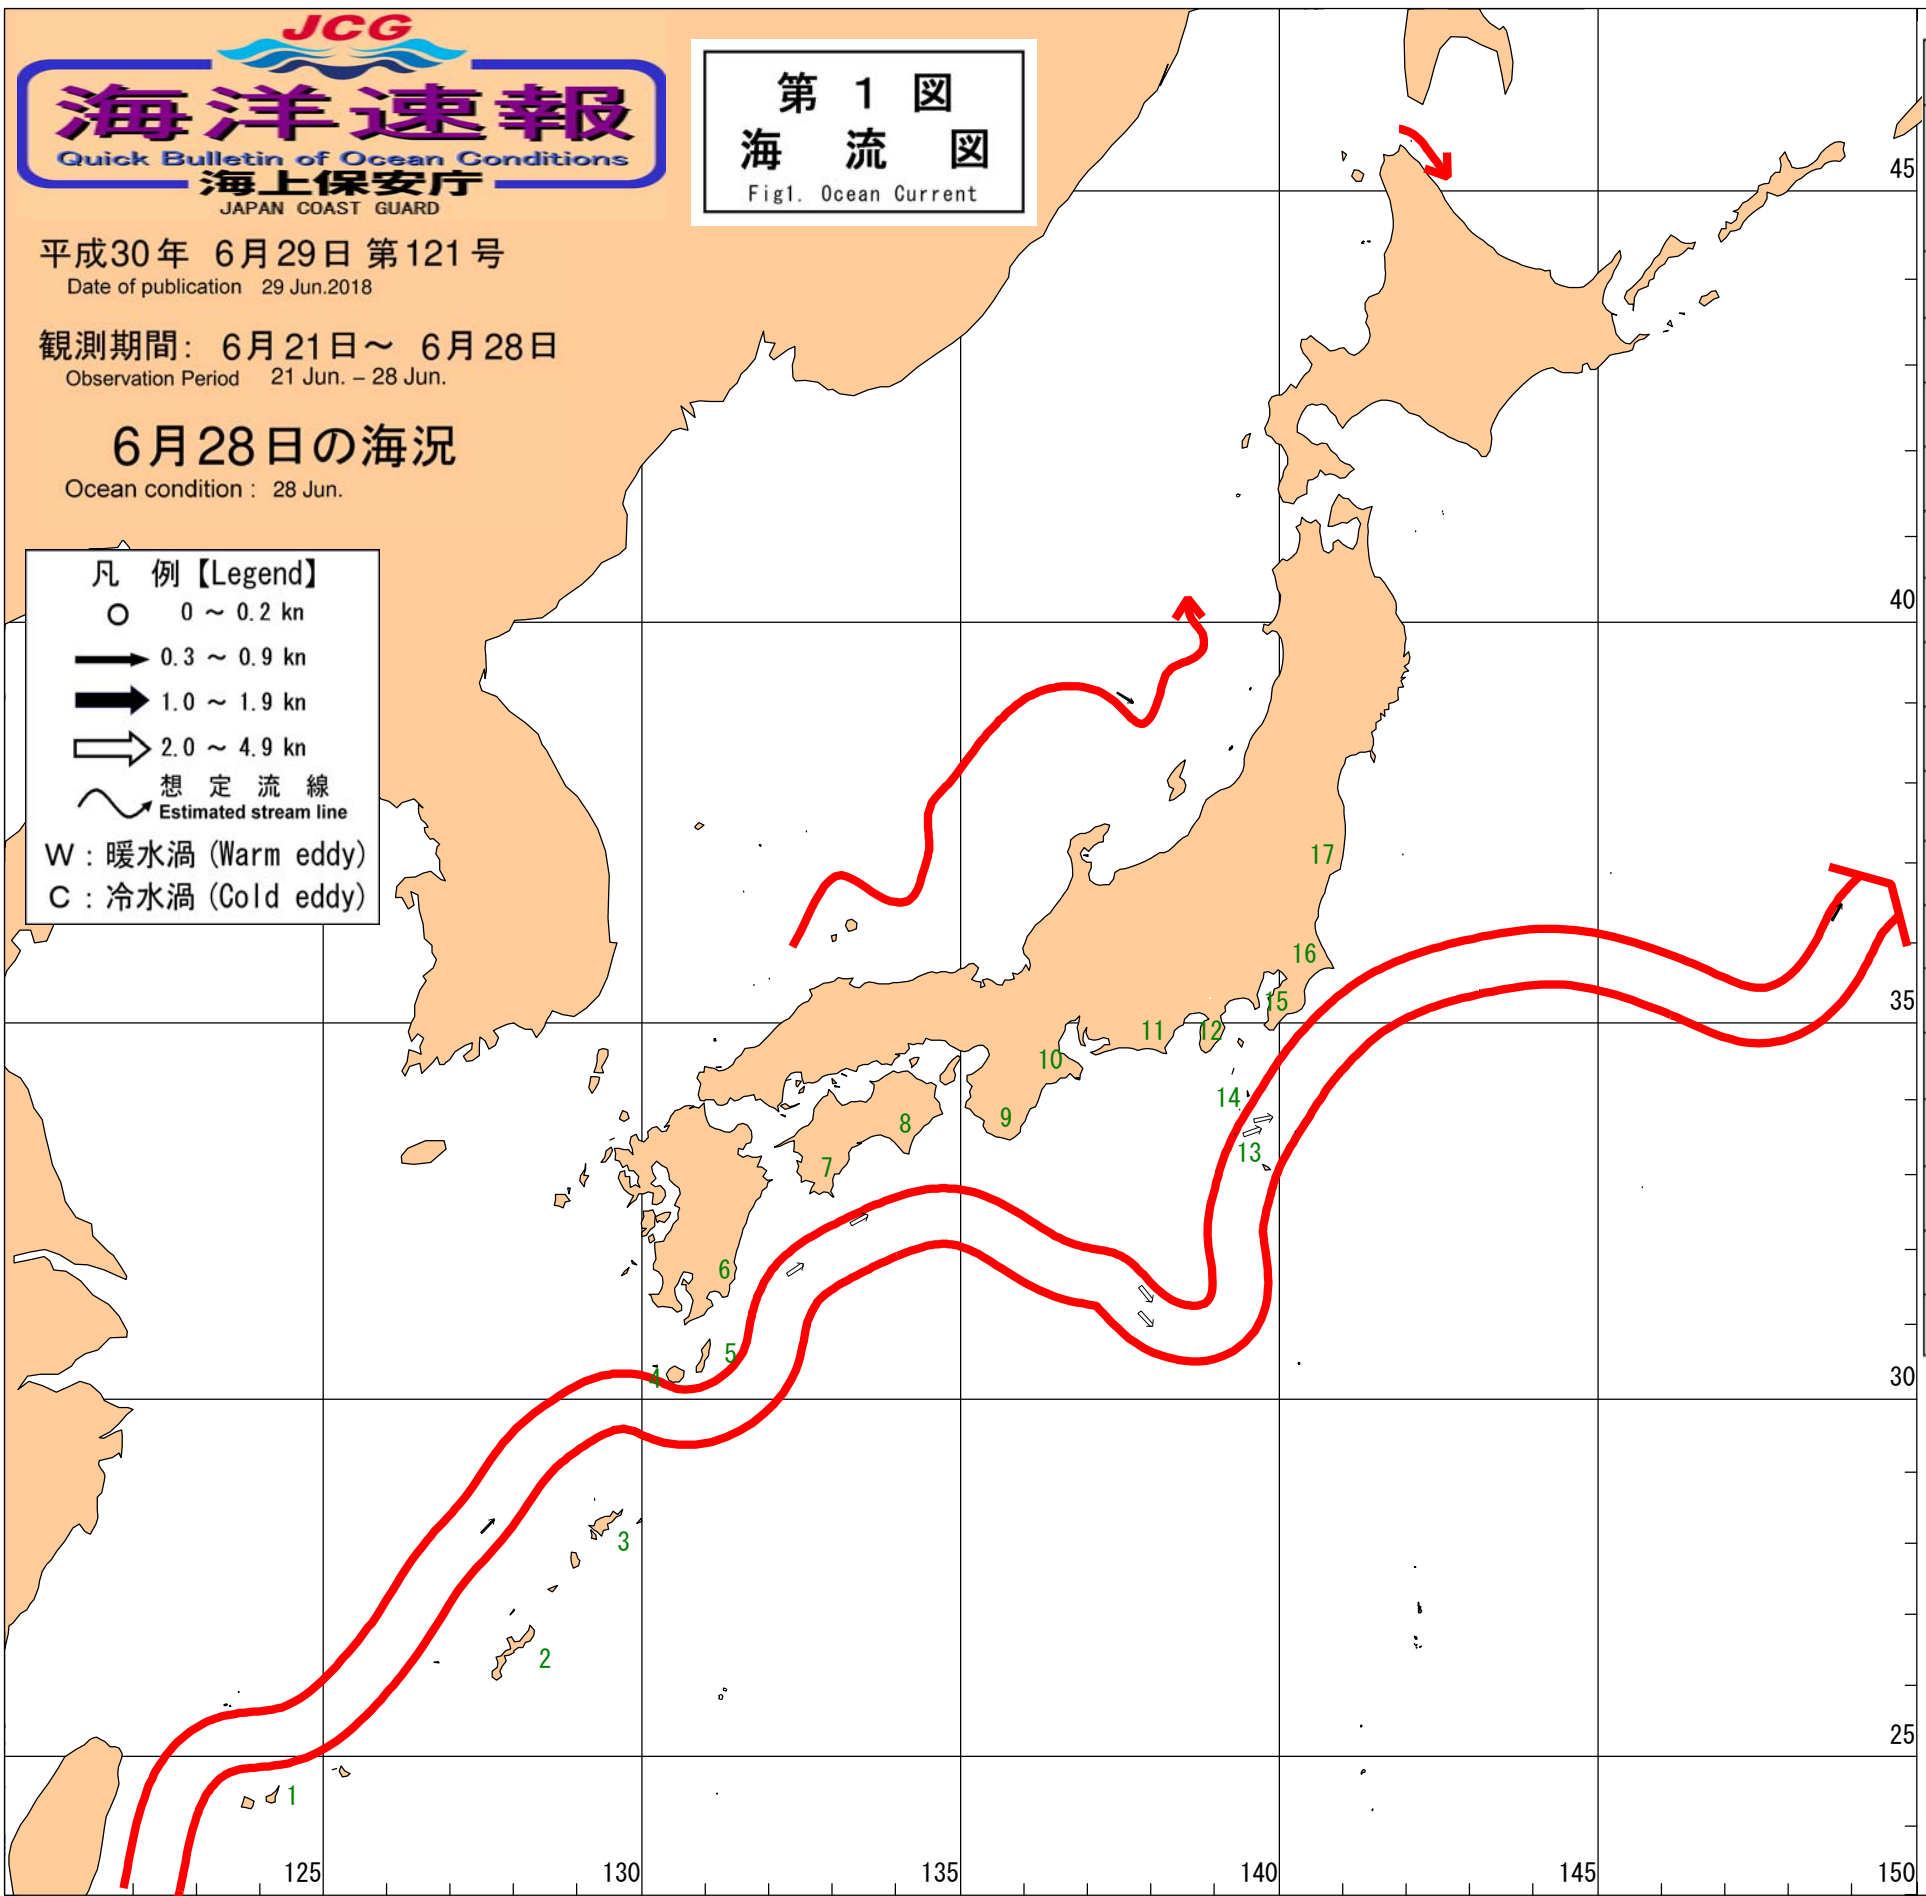 JCG
海洋速報
Quick Bulletin of Ocean Conditions
海上保安庁
JAPAN COAST GUARD
第 1 図
海 流 図
Fig1. Ocean Current
平成30年 6月29日 第121号
Date of publication 29 Jun.2018
観測期間: 6月21日～ 6月28日
Observation Period 21 Jun. – 28 Jun.
6月28日の海況
Ocean condition : 28 Jun.
凡 例【Legend】
0 ～ 0.2 kn
0.3 ～ 0.9 kn
1.0 ～ 1.9 kn
2.0 ～ 4.9 kn
想 定 流 線
Estimated stream line
W : 暖水渦 (Warm eddy)
C : 冷水渦 (Cold eddy)
45
40
35
30
25
17
16
15
12
11
10
14
13
9
8
7
6
5
4
3
2
1
125
130
135
140
145
150